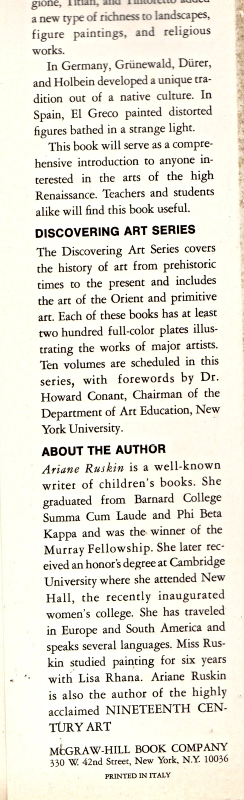 gione, Titian, and Tintoretto added
a new type of richness to landscapes,
figure paintings, and religious
works.
In Germany, Grünewald, Dürer,
and Holbein developed a unique tra-
dition out of a native culture. In
Spain, El Greco painted distorted
figures bathed in a strange light.
This book will serve as a compre-
hensive introduction to anyone in-
terested in the arts of the high
Renaissance. Teachers and students
alike will find this book useful.
DISCOVERING ART SERIES
The Discovering Art Series covers
the history of art from prehistoric
times to the present and includes
the art of the Orient and primitive
art. Each of these books has at least
two hundred full-color plates illus-
trating the works of major artists.
Ten volumes are scheduled in this
series, with forewords by Dr.
Howard Conant, Chairman of the
Department of Art Education, New
York University.
ABOUT THE AUTHOR
Ariane Ruskin is a well-known
writer of children's books. She
graduated from Barnard College
Summa Cum Laude and Phi Beta
Kappa and was the winner of the
Murray Fellowship. She later rec-
eived an honor's degree at Cambridge
University where she attended New
Hall, the recently inaugurated
women's college. She has traveled
in Europe and South America and
speaks several languages. Miss Rus-
kin studied painting for six years
with Lisa Rhana. Ariane Ruskin
is also the author of the highly
acclaimed NINETEENTH CEN-
TURY ART
McGRAW-HILL BOOK COMPANY
330 W. 42nd Street, New York, N.Y. 10036
PRINTED IN ITALY